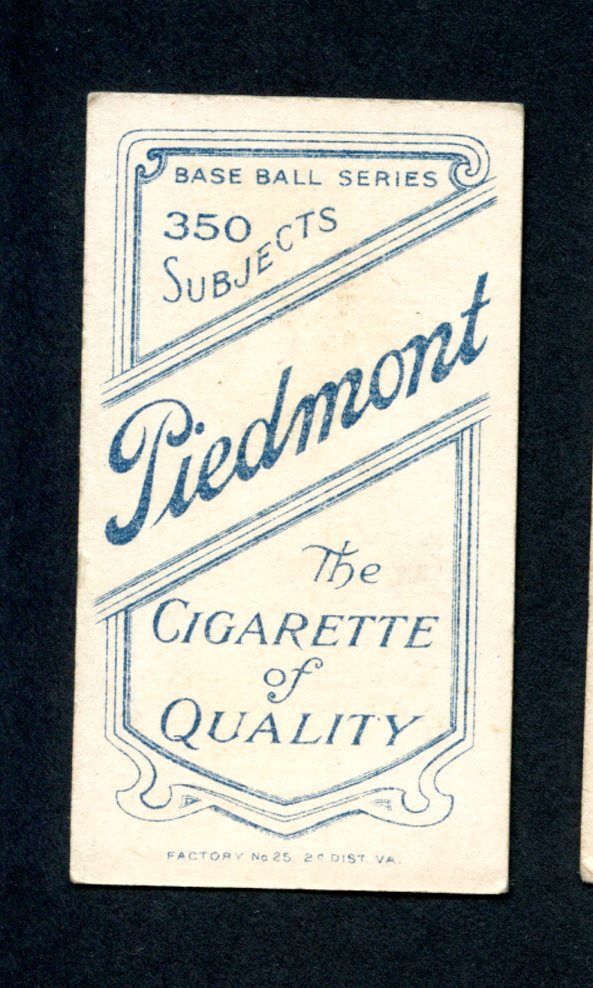 BASE BALL SERIES
350
SUBJECTS
Piedmont
The
CIGARETTE
of
QUALITY
FACTORY No 25 2d DIST. VA.